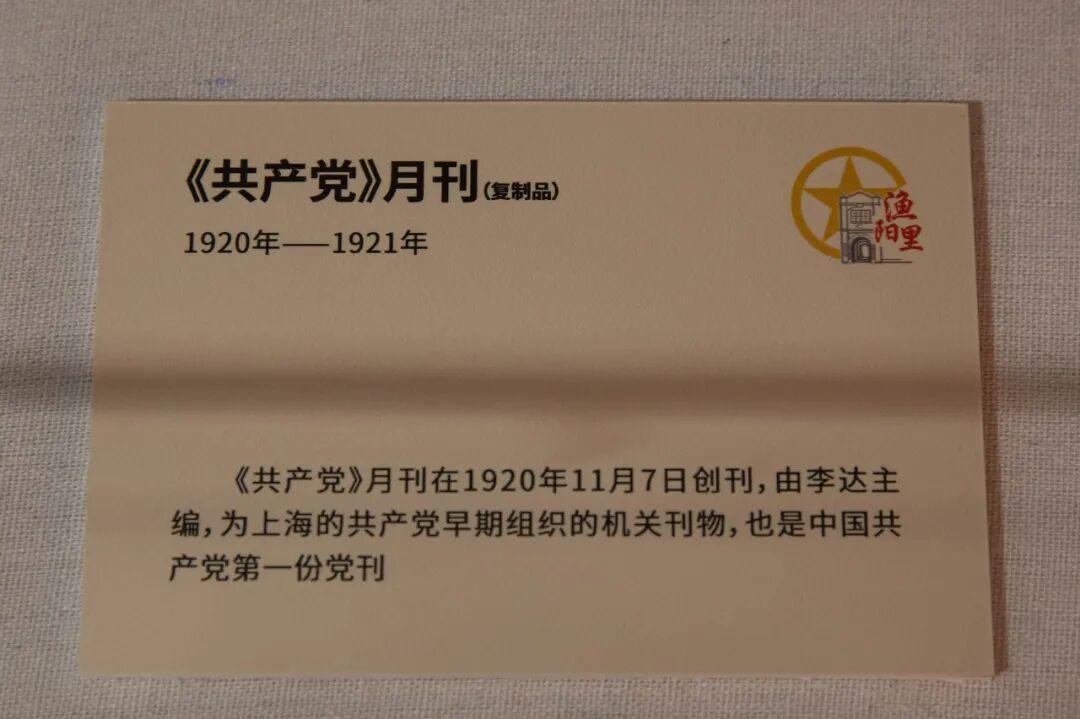 《共产党》月刊(复制品)
1920年——1921年
渔阳里
《共产党》月刊在1920年11月7日创刊，由李达主
编，为上海的共产党早期组织的机关刊物，也是中国共
产党第一份党刊